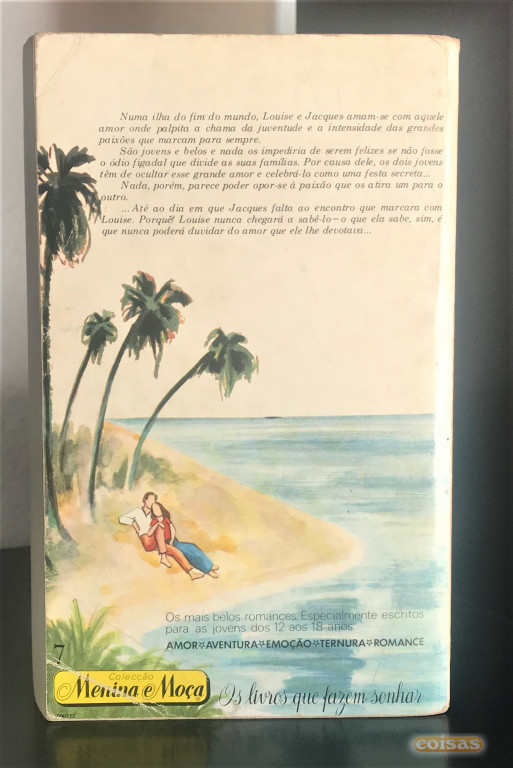 Numa ilha do fim do mundo, Louise e Jacques amam-se com aquele
amor onde palpita a chama da juventude e a intensidade das grandes
paixões que marcam para sempre.
São jovens e belos e nada os impediria de serem felizes se não fosse
o ódio figadal que divide as suas famílias. Por causa dele, os dois jovens
têm de ocultar esse grande amor e celebrá-lo como uma festa secreta...
Nada, porém, parece poder opor-se à paixão que os atira um para o
outro.
...Até ao dia em que Jacques falta ao encontro que marcara com
Louise. Porquê? Louise nunca chegará a sabê-lo—o que ela sabe, sim, é
que nunca poderá duvidar do amor que ele lhe devotava...
Os mais belos romances. Especialmente escritos
para as jovens dos 12 aos 18 anos
AMOR☆AVENTURA☆EMOÇÃO☆TERNURA☆ROMANCE
7
Colecção
Menina e Moça
Os livros que fazem sonhar
coisas